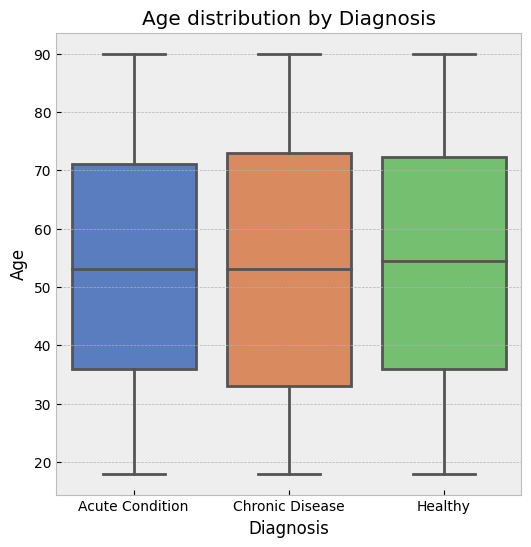 Age distribution by Diagnosis
90
80
70
60
50
40
30
20
Age
Acute Condition Chronic Disease Healthy
Diagnosis